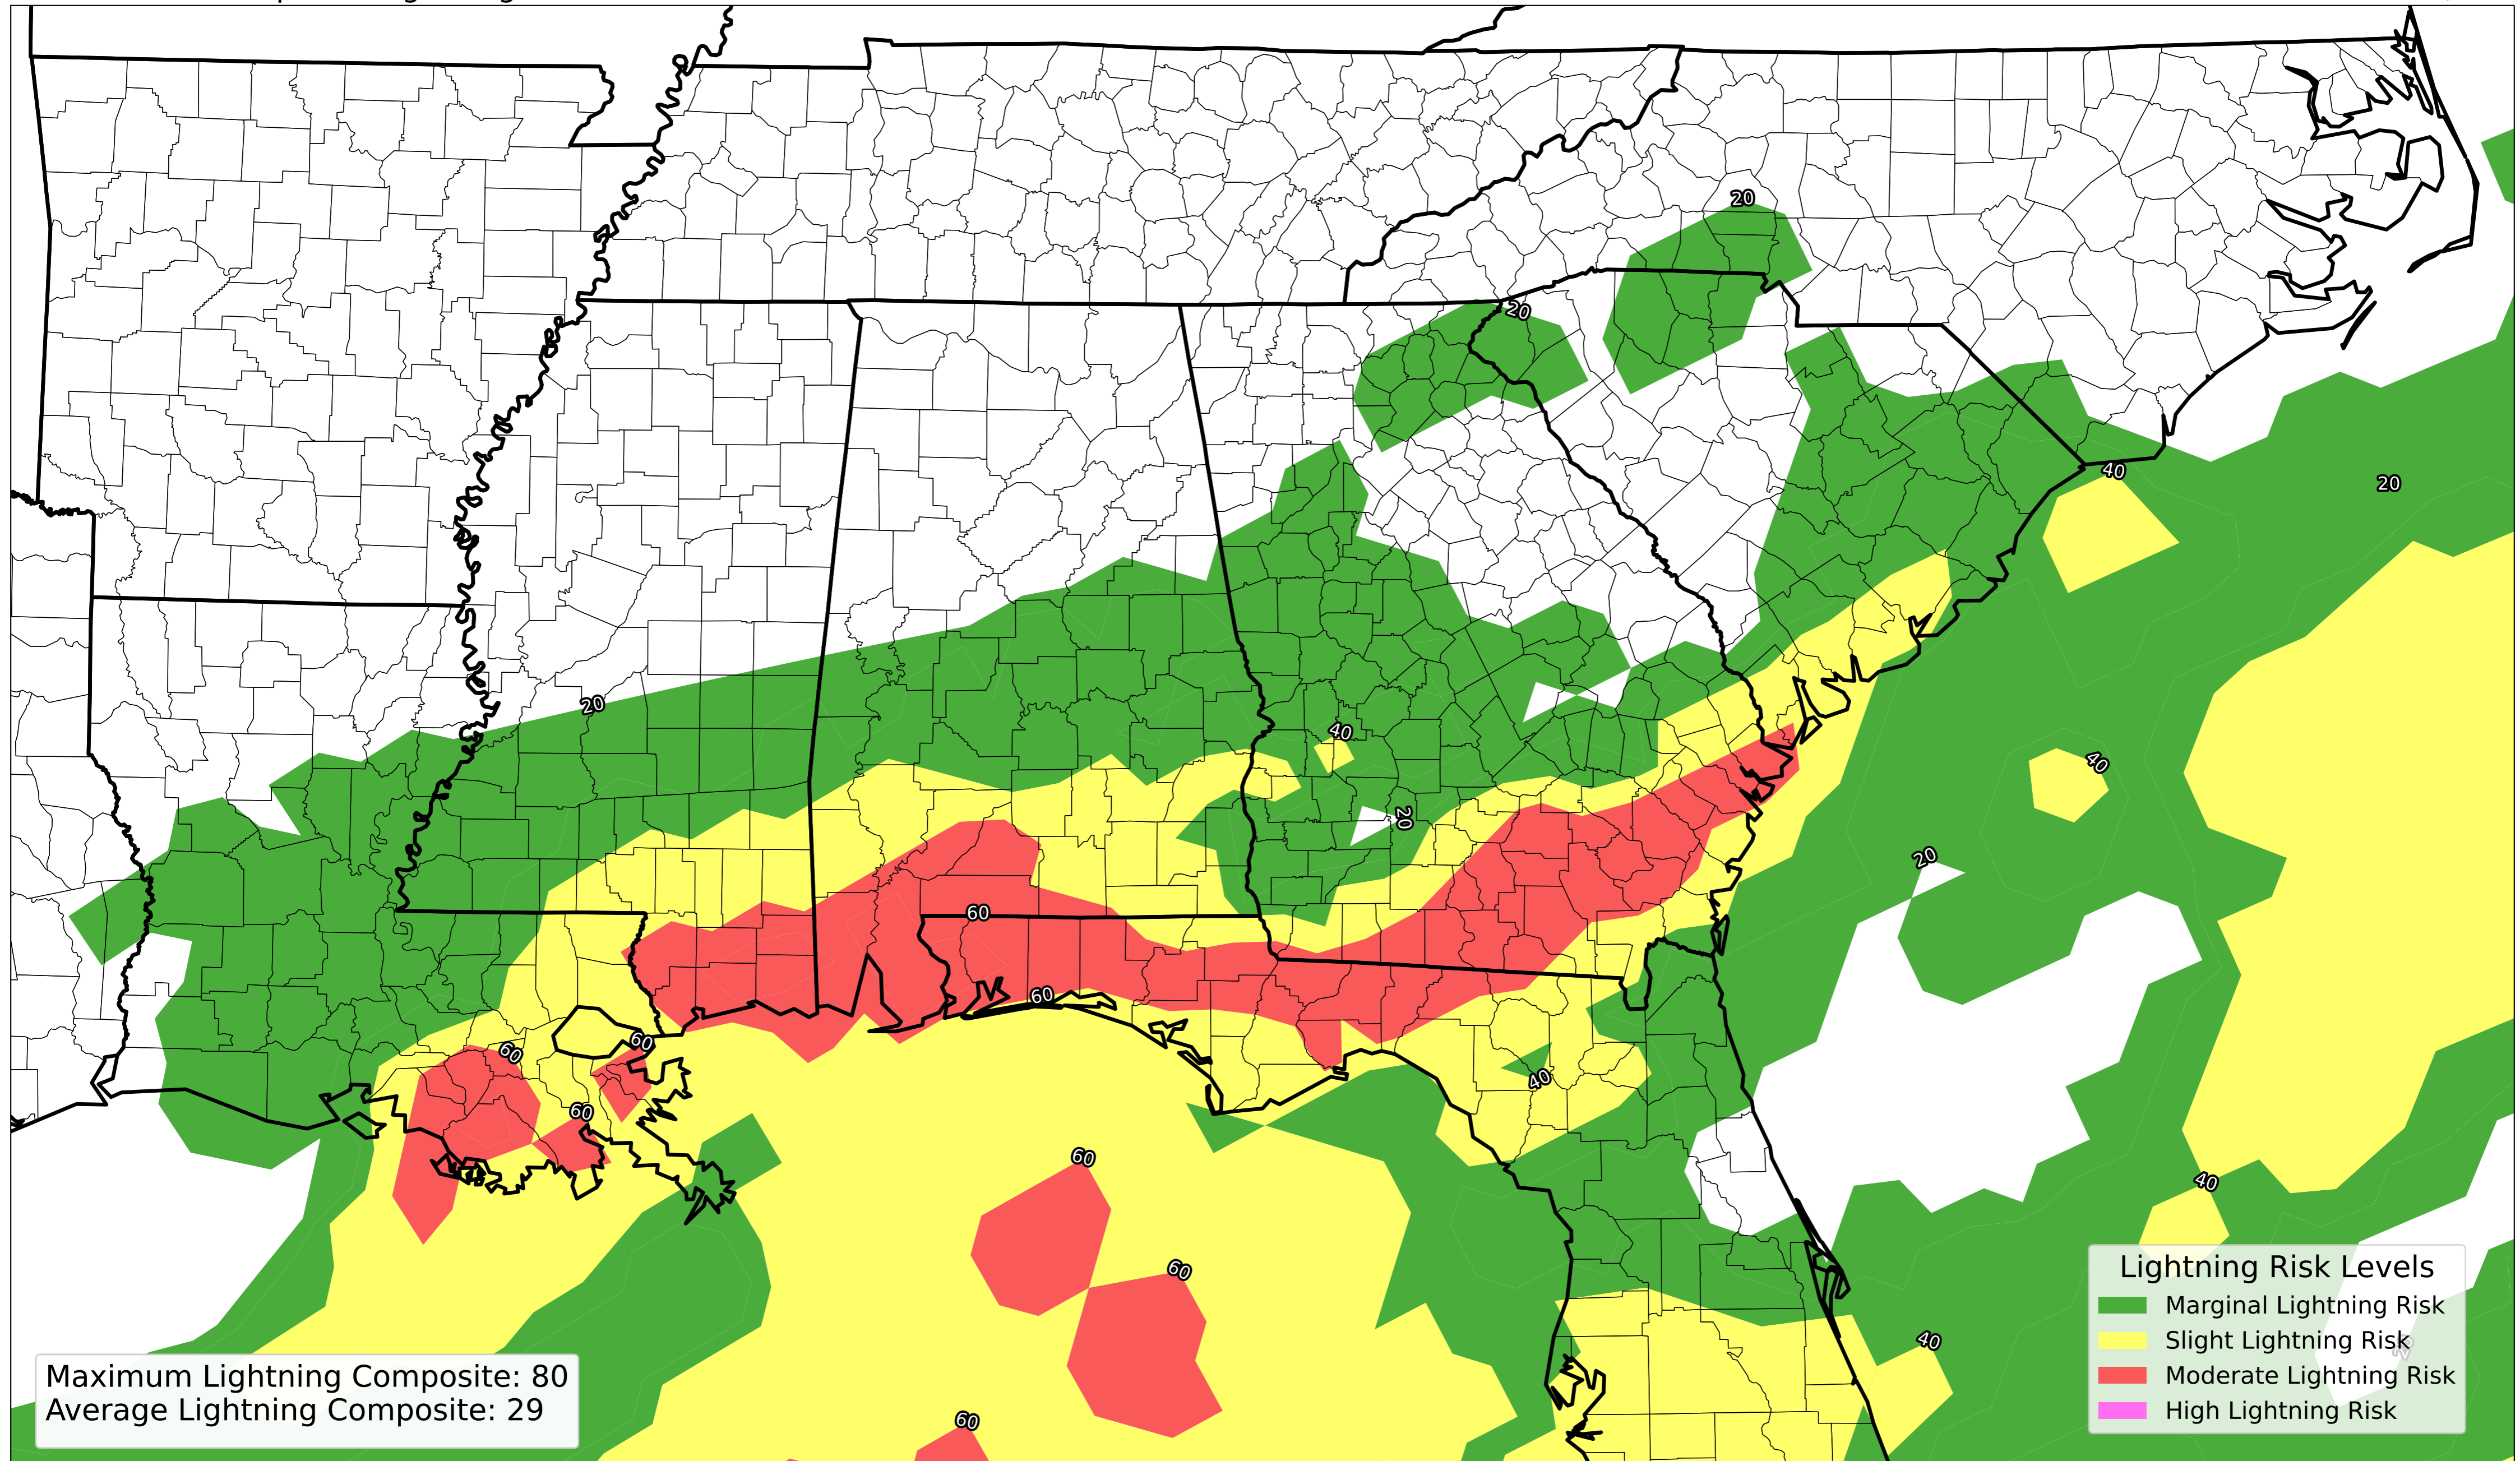 20
20
40
20
20
40
40
20
20
60
60
60
60
60
40
60
40
60
40
60
Lightning Risk Levels
Marginal Lightning Risk
Slight Lightning Risk
Moderate Lightning Risk
High Lightning Risk
Maximum Lightning Composite: 80
Average Lightning Composite: 29